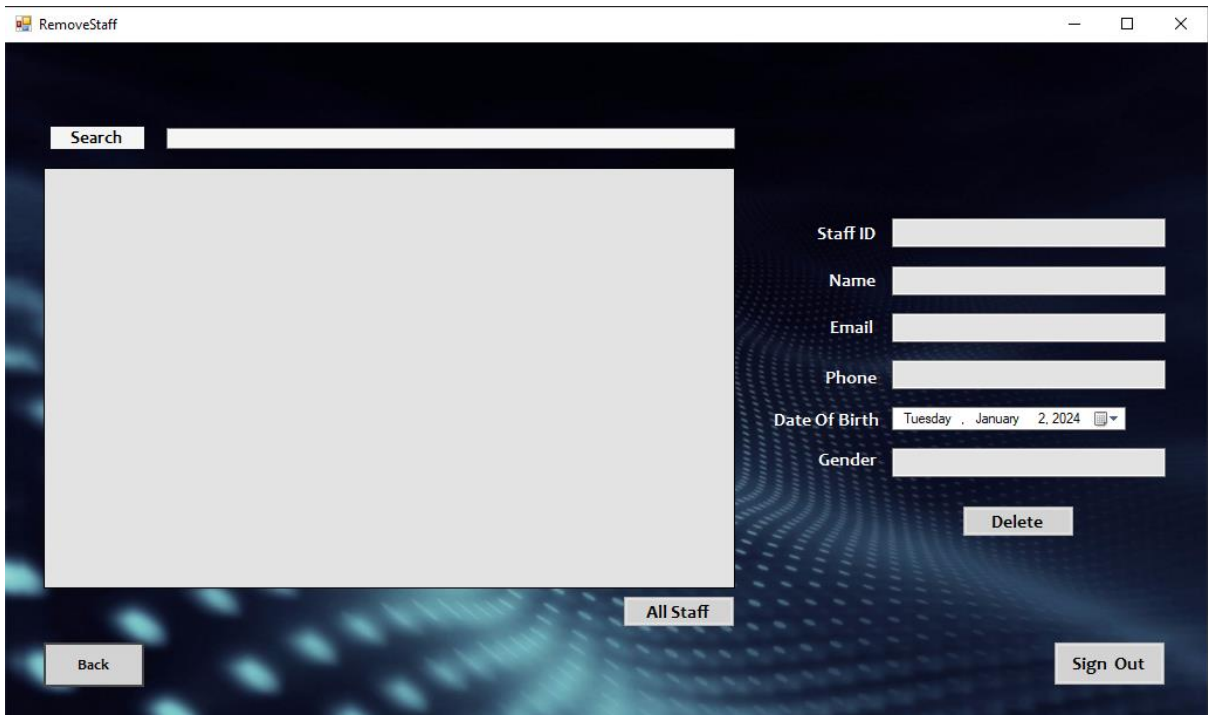 RemoveStaff
Search
Staff ID
Name
Email
Phone
Date Of Birth Tuesday , January 2, 2024
Gender
Delete
All Staff
Back
Sign Out